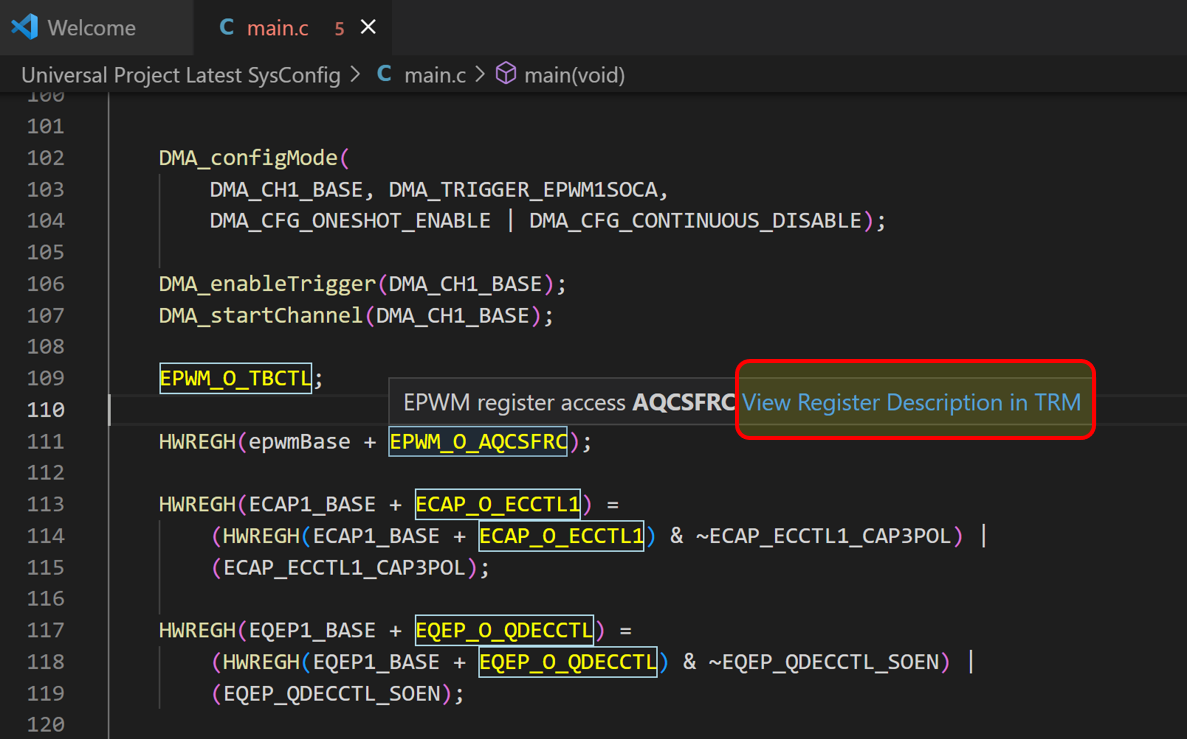 Welcome C main.c 5 ×
Universal Project Latest SysConfig > C main.c > main(void)
100
101
102 DMA_configMode(
103 DMA_CH1_BASE, DMA_TRIGGER_EPWM1SOCA,
104 DMA_CFG_ONESHOT_ENABLE | DMA_CFG_CONTINUOUS_DISABLE);
105
106 DMA_enableTrigger(DMA_CH1_BASE);
107 DMA_startChannel(DMA_CH1_BASE);
108
109 EPWM_O_TBCTL;
110 EPWM register access AQCSFRC View Register Description in TRM
111 HWREGH(epwmBase + EPWM_O_AQCSFRC);
112
113 HWREGH(ECAP1_BASE + ECAP_O_ECCTL1) =
114 (HWREGH(ECAP1_BASE + ECAP_O_ECCTL1) & ~ECAP_ECCTL1_CAP3POL) |
115 (ECAP_ECCTL1_CAP3POL);
116
117 HWREGH(EQEP1_BASE + EQEP_O_QDECCTL) =
118 (HWREGH(EQEP1_BASE + EQEP_O_QDECCTL) & ~EQEP_QDECCTL_SOEN) |
119 (EQEP_QDECCTL_SOEN);
120